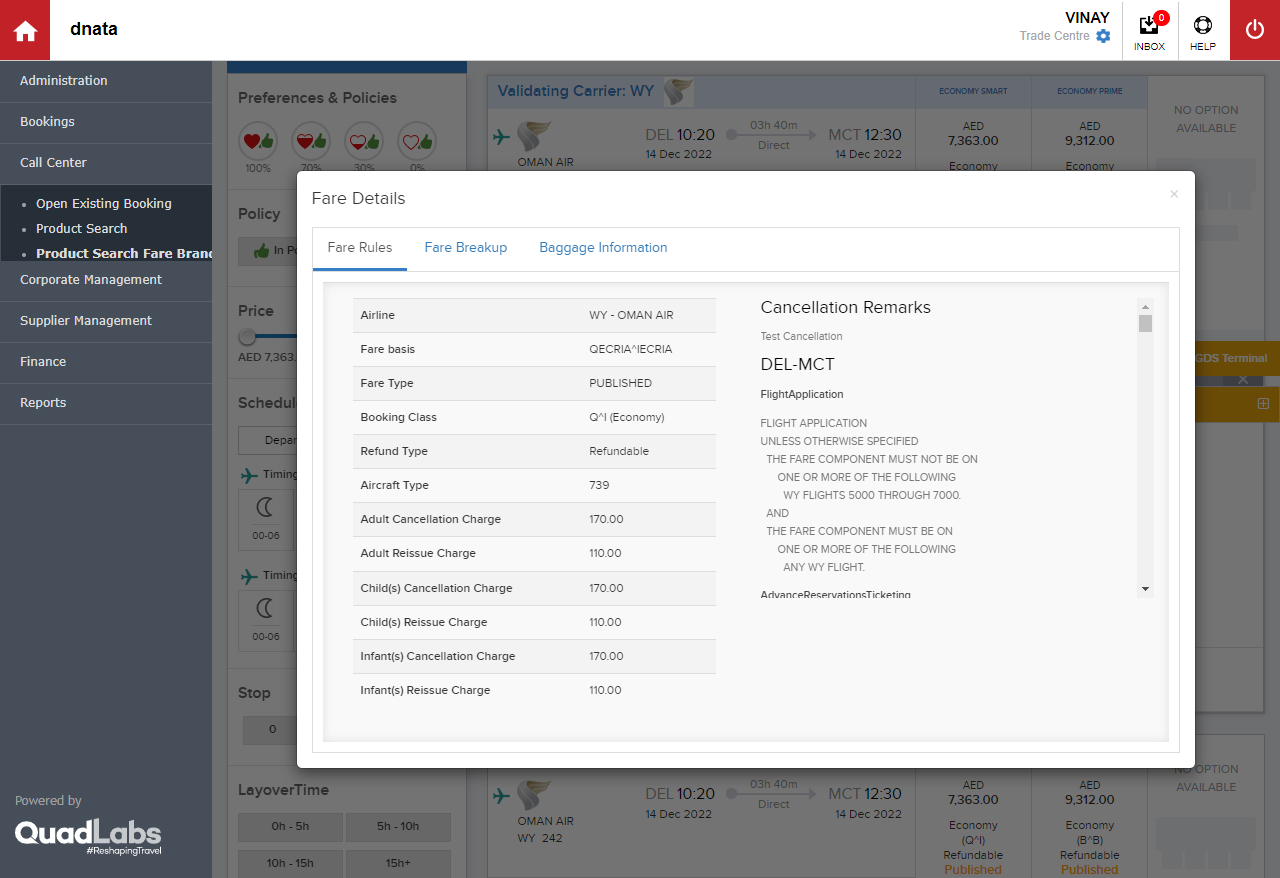 dnata
VINAY
Trade Centre
0
INBOX
HELP
Administration
Bookings
Call Center
Open Existing Booking
Product Search
Product Search Fare Brand
Corporate Management
Supplier Management
Finance
Reports
Powered by
QuadLabs
#ReshapingTravel
Preferences & Policies
100%
70%
30%
0%
Policy
In Po
Price
AED 7,363.
Schedul
Depar
Timing
00-06
Timing
00-06
Stop
0
LayoverTime
0h - 5h
5h - 10h
10h - 15h
15h+
Validating Carrier: WY
ECONOMY SMART
ECONOMY PRIME
NO OPTION
AVAILABLE
OMAN AIR
DEL 10:20
14 Dec 2022
03h 40m
Direct
MCT 12:30
14 Dec 2022
AED
7,363.00
Economy
AED
9,312.00
Economy
Fare Details
×
Fare Rules
Fare Breakup
Baggage Information
Airline WY - OMAN AIR
Fare basis QECRIA^IECRIA
Fare Type PUBLISHED
Booking Class Q^I (Economy)
Refund Type Refundable
Aircraft Type 739
Adult Cancellation Charge 170.00
Adult Reissue Charge 110.00
Child(s) Cancellation Charge 170.00
Child(s) Reissue Charge 110.00
Infant(s) Cancellation Charge 170.00
Infant(s) Reissue Charge 110.00
Cancellation Remarks
Test Cancellation
DEL-MCT
FlightApplication
FLIGHT APPLICATION
UNLESS OTHERWISE SPECIFIED
THE FARE COMPONENT MUST NOT BE ON
ONE OR MORE OF THE FOLLOWING
WY FLIGHTS 5000 THROUGH 7000.
AND
THE FARE COMPONENT MUST BE ON
ONE OR MORE OF THE FOLLOWING
ANY WY FLIGHT.
AdvanceReservationsTicketing
GDS Terminal
OMAN AIR
WY 242
DEL 10:20
14 Dec 2022
03h 40m
Direct
MCT 12:30
14 Dec 2022
AED
7,363.00
Economy
(Q^I)
Refundable
Published
AED
9,312.00
Economy
(B^B)
Refundable
Published
NO OPTION
AVAILABLE